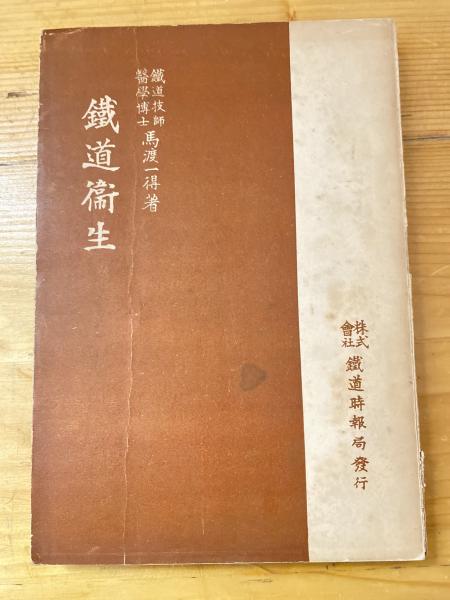 株式
會社
鐵道時報局發行
鐵道技師
醫學博士
馬渡一得著
鐵道衞生